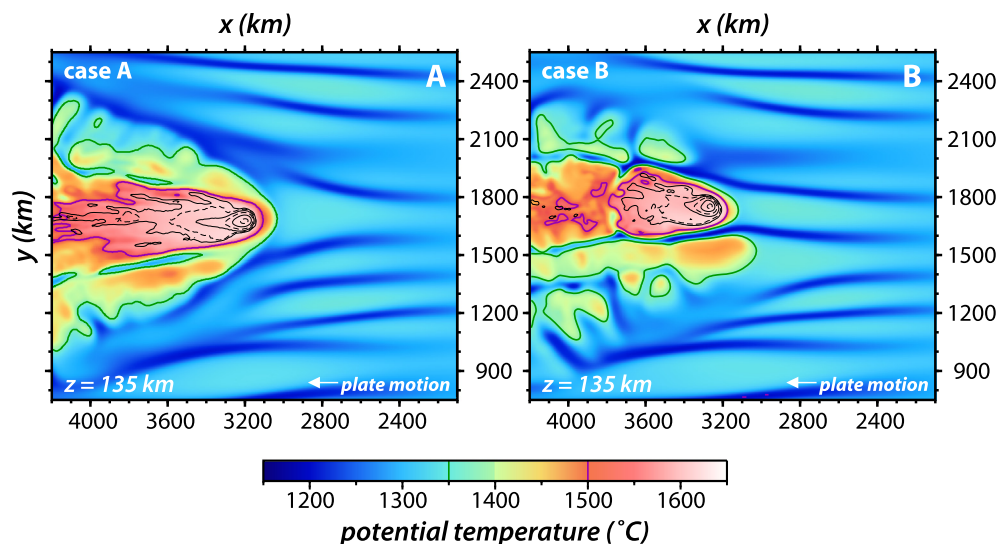 x (km)
x (km)
case A
A
case B
B
2400
2400
2100
2100
y (km)
1800
1800
1500
1500
1200
1200
900
900
z = 135 km
← plate motion
z = 135 km
← plate motion
4000 3600 3200 2800 2400
4000 3600 3200 2800 2400
1200 1300 1400 1500 1600
potential temperature (˚C)